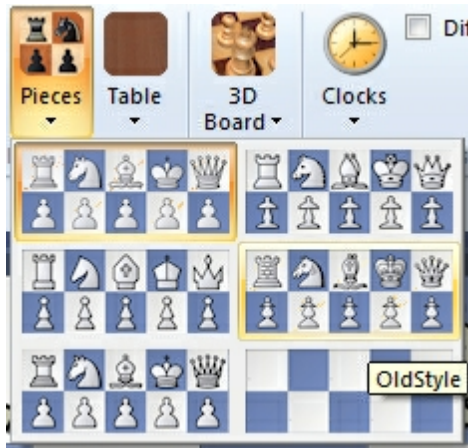 Dif
Pieces
Table
3D
Board
Clocks
OldStyle